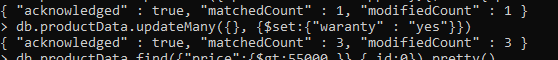 { "acknowledged" : true, "matchedCount" : 1, "modifiedCount" : 1 }
> db.productData.updateMany({}, {$set:{"waranty" : "yes"}})
{ "acknowledged" : true, "matchedCount" : 3, "modifiedCount" : 3 }
> db.productData.find({"price":{$gt:55000 }},{_id:0}).pretty()